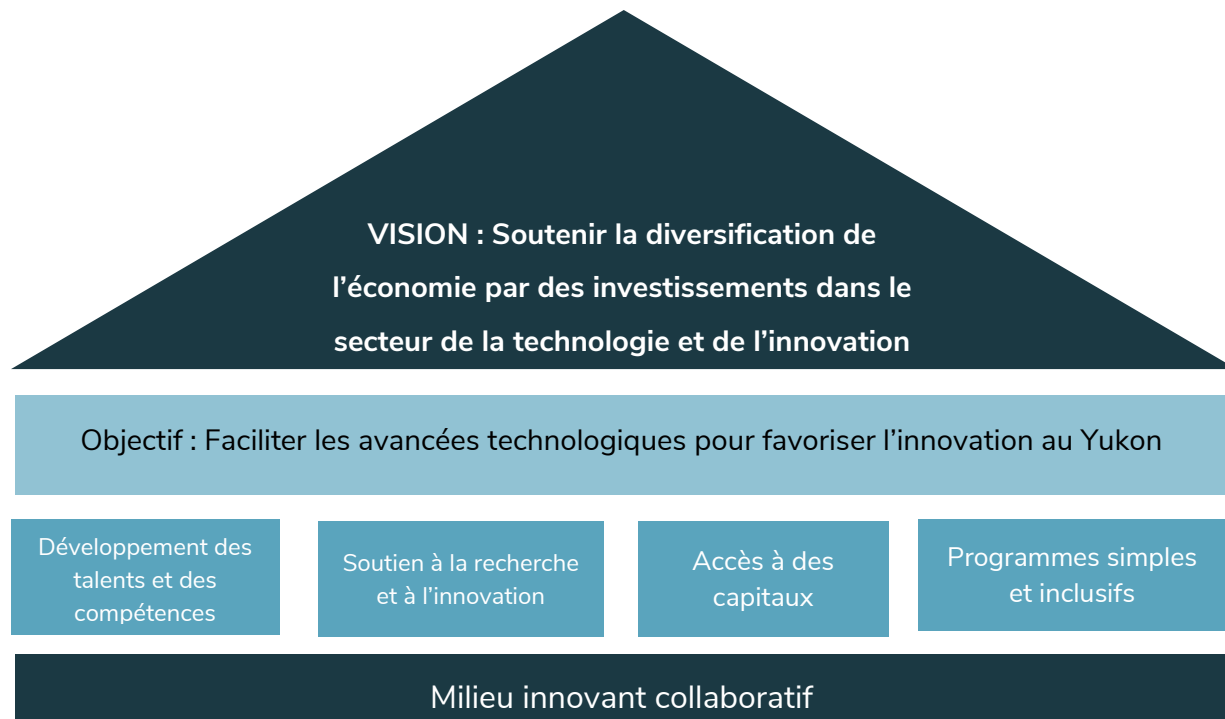 VISION : Soutenir la diversification de
l’économie par des investissements dans le
secteur de la technologie et de l’innovation
Objectif : Faciliter les avancées technologiques pour favoriser l’innovation au Yukon
Développement des
talents et des
compétences
Soutien à la recherche
et à l’innovation
Accès à des
capitaux
Programmes simples
et inclusifs
Milieu innovant collaboratif